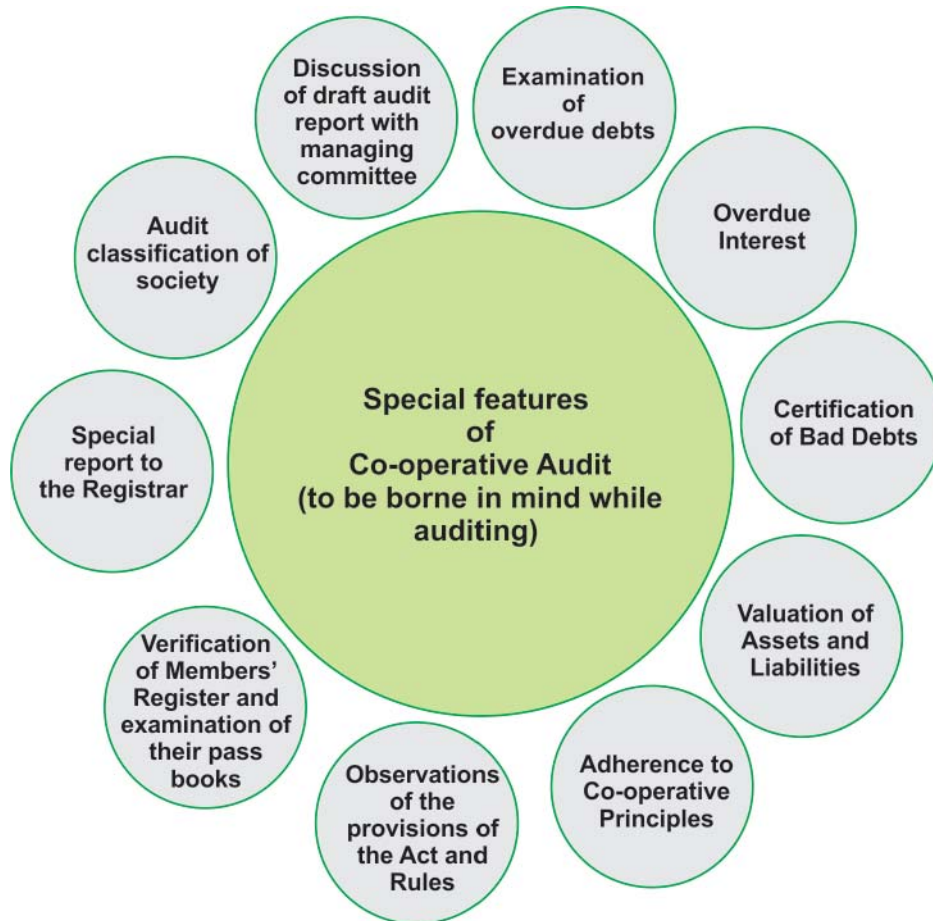 Special features
of
Co-operative Audit
(to be borne in mind while
auditing)
Examination
of
overdue debts
Overdue
Interest
Certification
of Bad Debts
Valuation of
Assets and
Liabilities
Adherence to
Co-operative
Principles
Observations
of the
provisions of
the Act and
Rules
Verification
of Members’
Register and
examination of
their pass
books
Special
report to
the Registrar
Audit
classification of
society
Discussion
of draft audit
report with
managing
committee